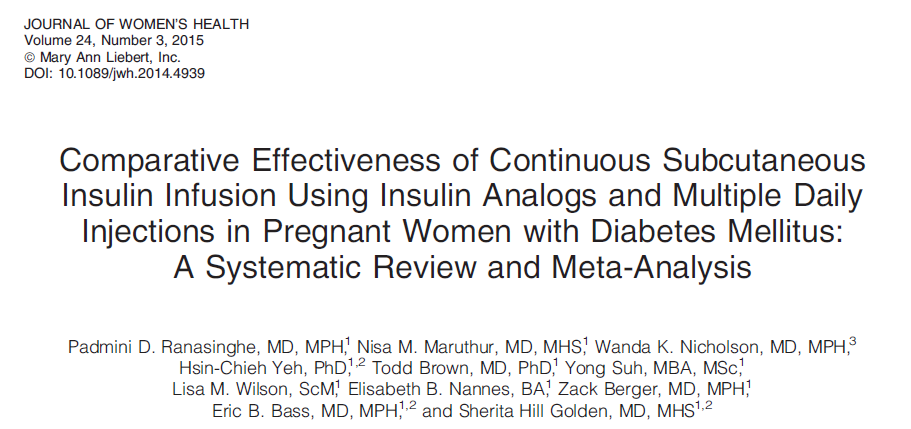 JOURNAL OF WOMEN'S HEALTH
Volume 24, Number 3, 2015
© Mary Ann Liebert, Inc.
DOI: 10.1089/jwh.2014.4939
Comparative Effectiveness of Continuous Subcutaneous
Insulin Infusion Using Insulin Analogs and Multiple Daily
Injections in Pregnant Women with Diabetes Mellitus:
A Systematic Review and Meta-Analysis
Padmini D. Ranasinghe, MD, MPH,1 Nisa M. Maruthur, MD, MHS,1 Wanda K. Nicholson, MD, MPH,3
Hsin-Chieh Yeh, PhD,1,2 Todd Brown, MD, PhD,1 Yong Suh, MBA, MSc,1
Lisa M. Wilson, ScM,1 Elisabeth B. Nannes, BA,1 Zack Berger, MD, MPH,1
Eric B. Bass, MD, MPH,1,2 and Sherita Hill Golden, MD, MHS1,2